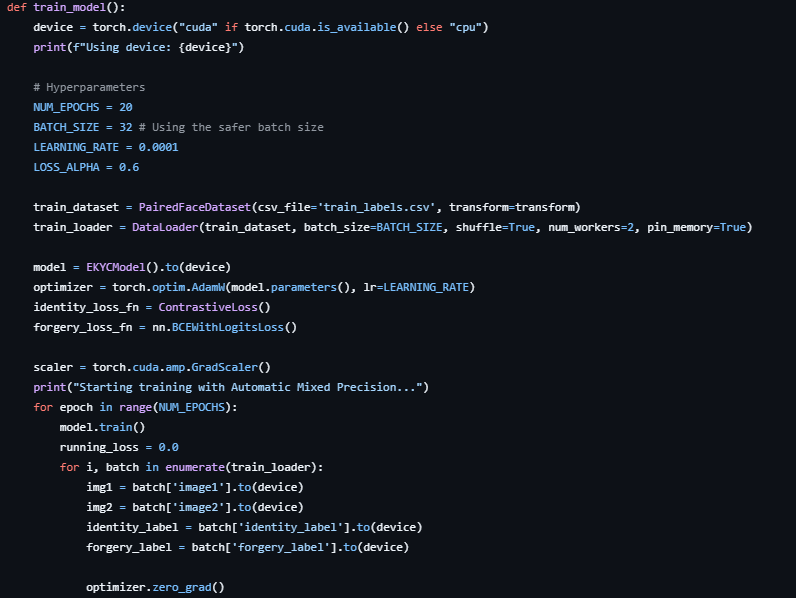 def train_model():
    device = torch.device("cuda" if torch.cuda.is_available() else "cpu")
    print(f"Using device: {device}")

    # Hyperparameters
    NUM_EPOCHS = 20
    BATCH_SIZE = 32 # Using the safer batch size
    LEARNING_RATE = 0.0001
    LOSS_ALPHA = 0.6

    train_dataset = PairedFaceDataset(csv_file='train_labels.csv', transform=transform)
    train_loader = DataLoader(train_dataset, batch_size=BATCH_SIZE, shuffle=True, num_workers=2, pin_memory=True)

    model = EKYCModel().to(device)
    optimizer = torch.optim.AdamW(model.parameters(), lr=LEARNING_RATE)
    identity_loss_fn = ContrastiveLoss()
    forgery_loss_fn = nn.BCEWithLogitsLoss()

    scaler = torch.cuda.amp.GradScaler()
    print("Starting training with Automatic Mixed Precision...")
    for epoch in range(NUM_EPOCHS):
        model.train()
        running_loss = 0.0
        for i, batch in enumerate(train_loader):
            img1 = batch['image1'].to(device)
            img2 = batch['image2'].to(device)
            identity_label = batch['identity_label'].to(device)
            forgery_label = batch['forgery_label'].to(device)

            optimizer.zero_grad()